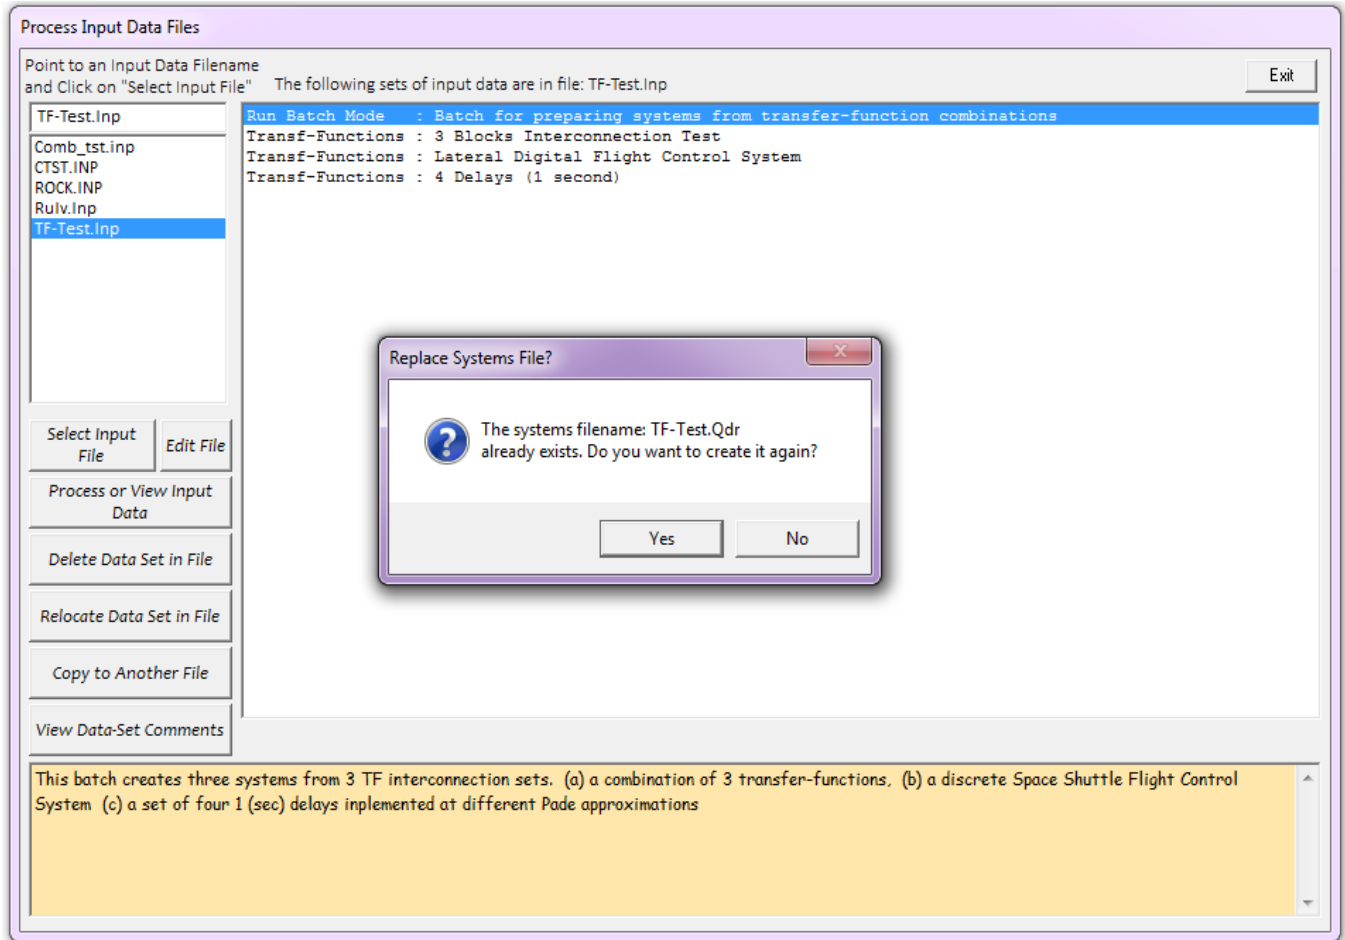 Process Input Data Files
Point to an Input Data Filename
and Click on "Select Input File"
The following sets of input data are in file: TF-Test.Inp
Exit
TF-Test.Inp
Comb_tst.inp
CTST.INP
ROCK.INP
Rulv.Inp
TF-Test.Inp
Run Batch Mode : Batch for preparing systems from transfer-function combinations
Transf-Functions : 3 Blocks Interconnection Test
Transf-Functions : Lateral Digital Flight Control System
Transf-Functions : 4 Delays (1 second)
Replace Systems File?
x
?
The systems filename: TF-Test.Qdr
already exists. Do you want to create it again?
Yes
No
Select Input
File
Edit File
Process or View Input
Data
Delete Data Set in File
Relocate Data Set in File
Copy to Another File
View Data-Set Comments
This batch creates three systems from 3 TF interconnection sets. (a) a combination of 3 transfer-functions, (b) a discrete Space Shuttle Flight Control
System (c) a set of four 1 (sec) delays inplemented at different Pade approximations